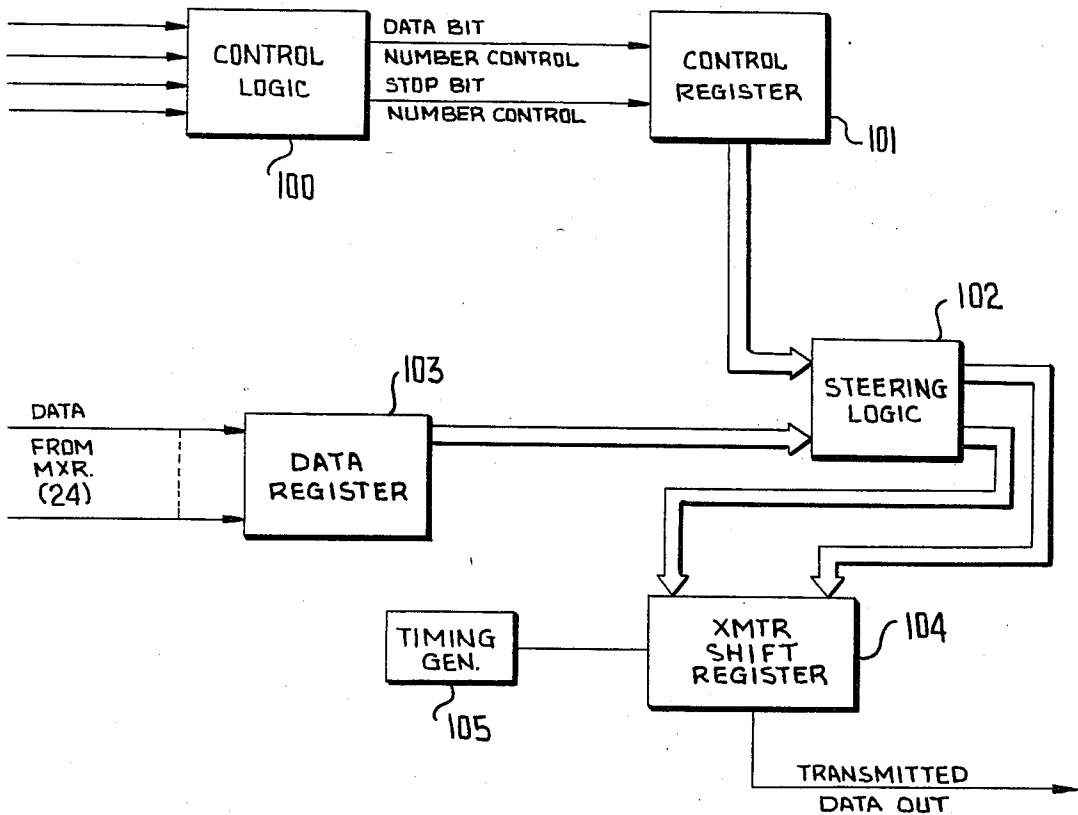 CONTROL
LOGIC
100
DATA BIT
NUMBER CONTROL
STOP BIT
NUMBER CONTROL
CONTROL
REGISTER
101
102
STEERING
LOGIC
DATA
FROM
MXR.
(24)
103
DATA
REGISTER
TIMING
GEN.
105
XMTR
SHIFT
REGISTER
104
TRANSMITTED
DATA OUT